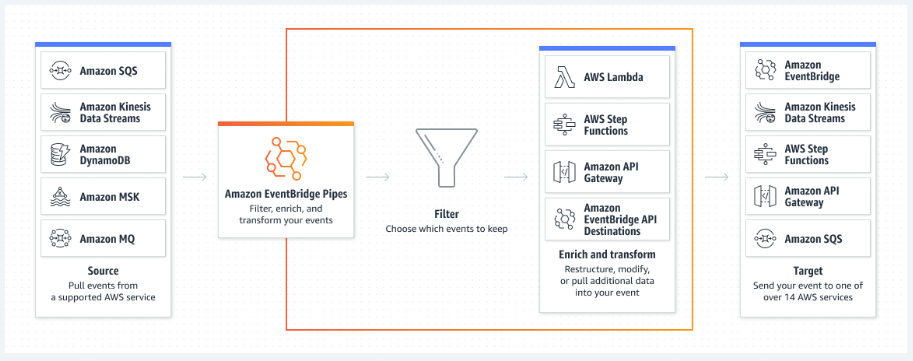 Amazon SQS
Amazon Kinesis
Data Streams
Amazon
DynamoDB
Amazon MSK
Amazon MQ
Source
Pull events from
a supported AWS service
Amazon EventBridge Pipes
Filter, enrich, and
transform your events
Filter
Choose which events to keep
AWS Lambda
AWS Step
Functions
Amazon API
Gateway
Amazon
EventBridge API
Destinations
Enrich and transform
Restructure, modify,
or pull additional data
into your event
Amazon
EventBridge
Amazon Kinesis
Data Streams
AWS Step
Functions
Amazon API
Gateway
Amazon SQS
Target
Send your event to one of
over 14 AWS services